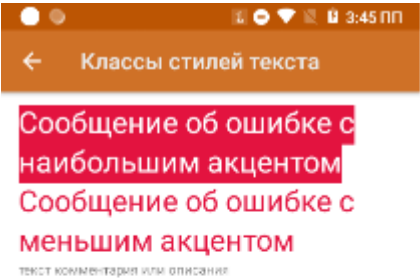 3:45 ПП
Классы стилей текста
Сообщение об ошибке с
наибольшим акцентом
Сообщение об ошибке с
меньшим акцентом
текст комментария или описания